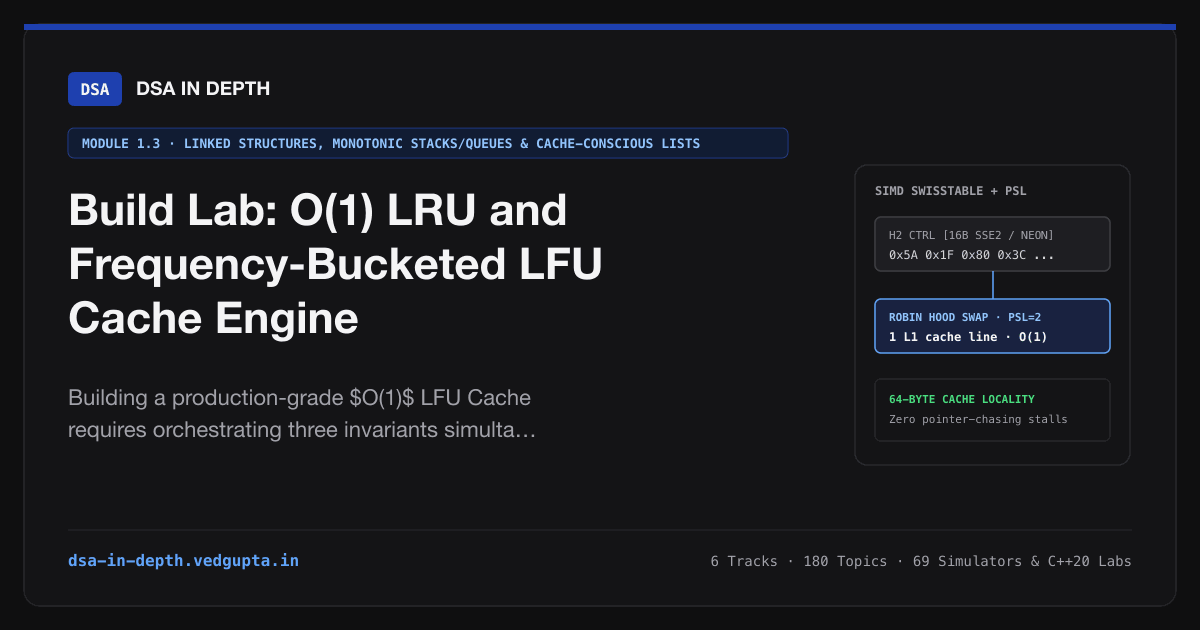 DSA
DSA IN DEPTH
MODULE 1.3 · LINKED STRUCTURES, MONOTONIC STACKS/QUEUES & CACHE–CONSCIOUS LISTS
Build Lab: O(1) LRU and
Frequency-Bucketed LFU
Cache Engine
Building a production-grade $O(1)$ LFU Cache
requires orchestrating three invariants simulta…
SIMD SWISSTABLE + PSL
H2 CTRL [16B SSE2 / NEON]
0x5A 0x1F 0x80 0x3C ...
ROBIN HOOD SWAP · PSL=2
1 L1 cache line · O(1)
64–BYTE CACHE LOCALITY
Zero pointer–chasing stalls
dsa–in–depth.vedgupta.in
6 Tracks · 180 Topics · 69 Simulators & C++20 Labs